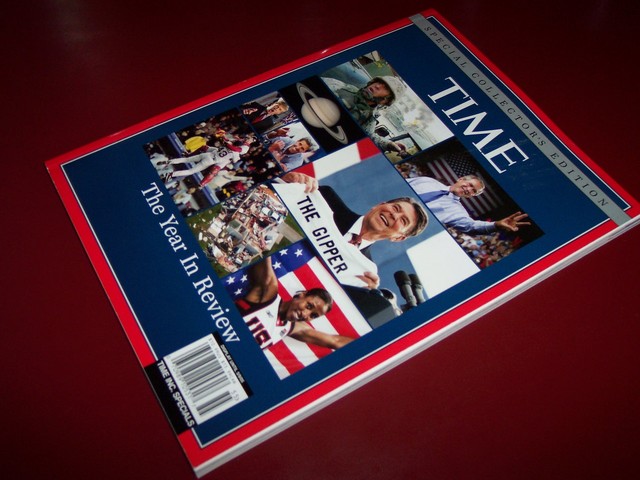 SPECIAL COLLECTOR'S EDITION
TIME
THE GIPPER
The Year In Review
TIME INC. SPECIALS